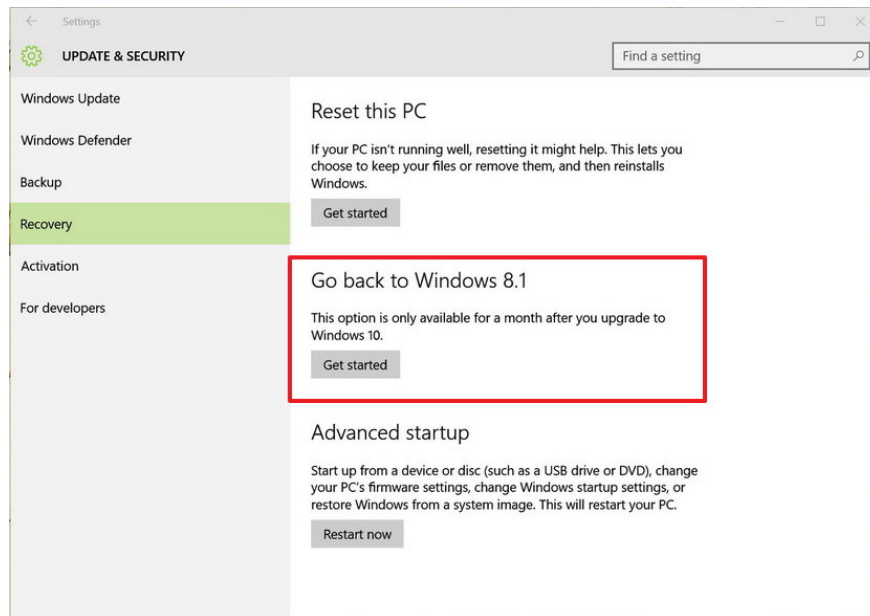 Settings
UPDATE & SECURITY
Find a setting
Windows Update
Windows Defender
Backup
Recovery
Activation
For developers
Reset this PC
If your PC isn't running well, resetting it might help. This lets you
choose to keep your files or remove them, and then reinstalls
Windows.
Get started
Go back to Windows 8.1
This option is only available for a month after you upgrade to
Windows 10.
Get started
Advanced startup
Start up from a device or disc (such as a USB drive or DVD), change
your PC's firmware settings, change Windows startup settings, or
restore Windows from a system image. This will restart your PC.
Restart now